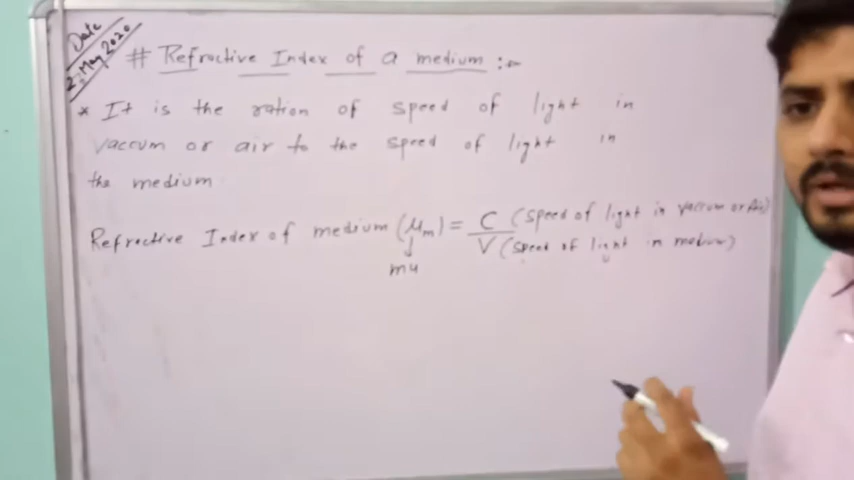 Date
2-May 2020
# Refractive Index of a medium :-
* It is the ration of speed of light in
vaccum or air to the speed of light in
the medium
Refractive Index of medium (μm) = C (speed of light in vaccum or Air)
V (speed of light in medium)
mu